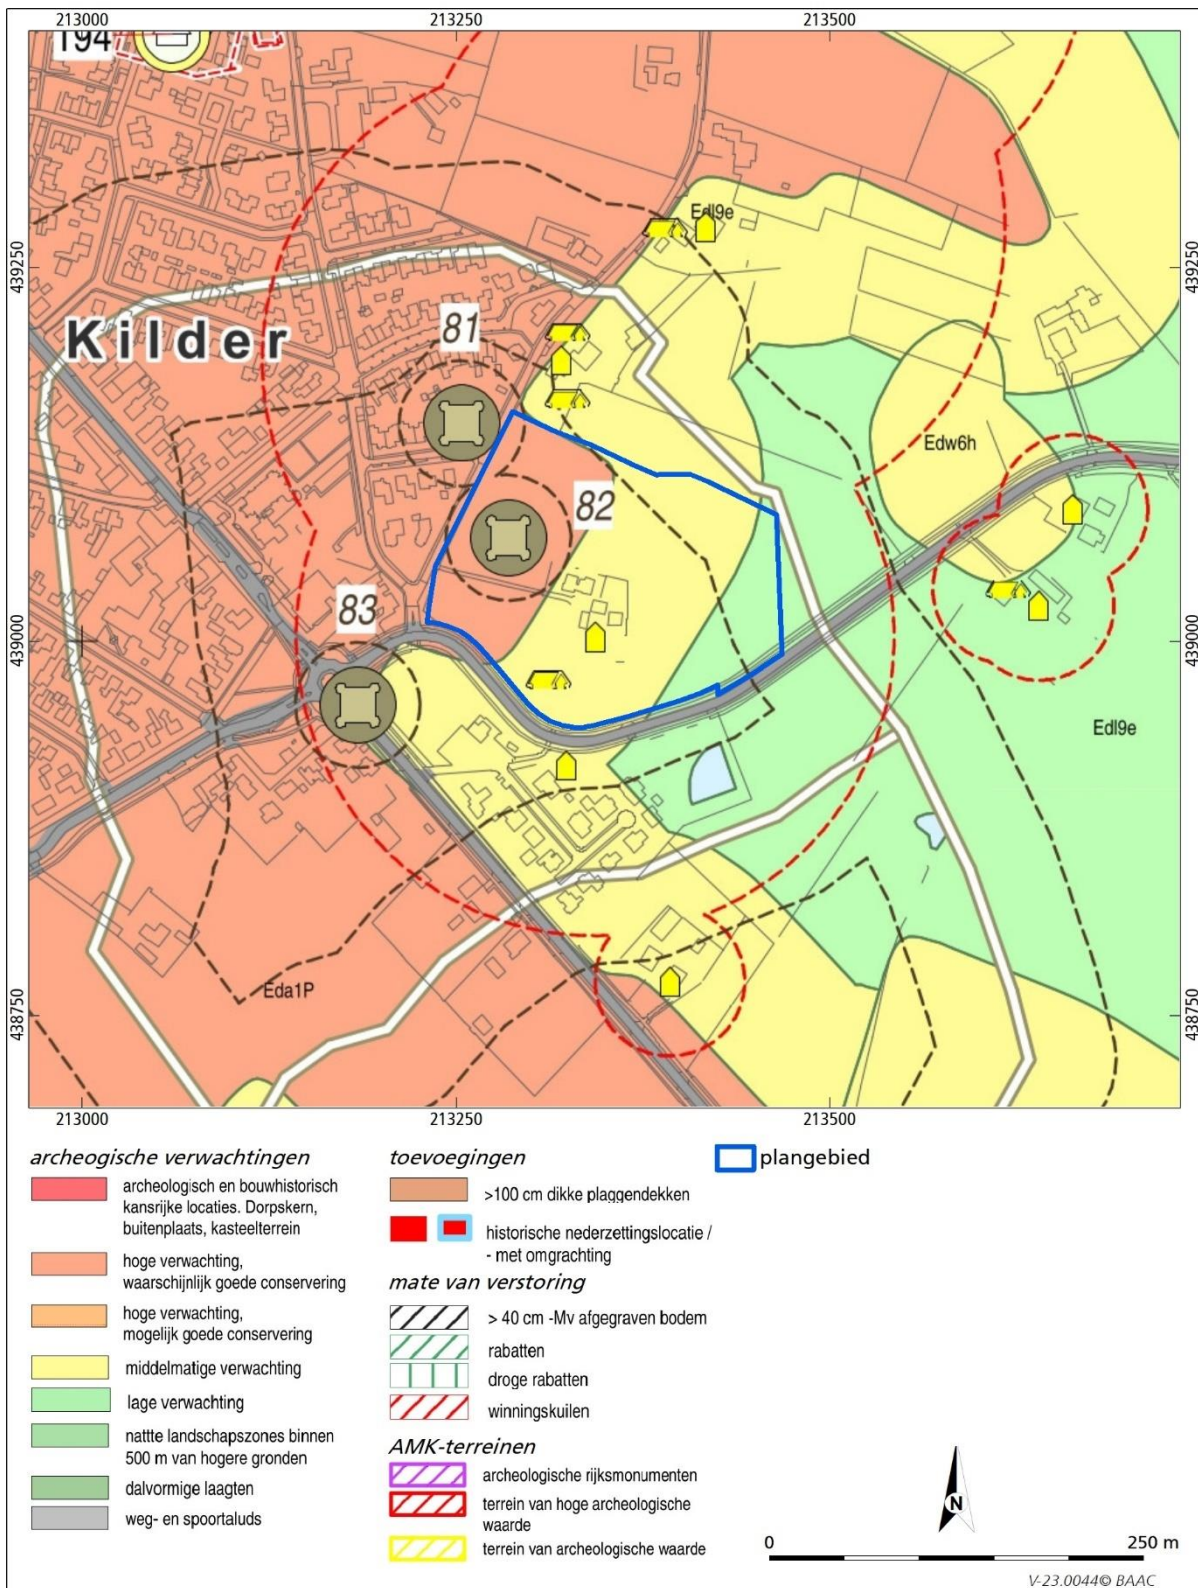 213000 213250 213500
194
Edl9e
439250 439250
Kilder
81
Edw6h
82
83
439000 439000
Edl9e
Eda1P
438750 438750
213000 213250 213500
archeogische verwachtingen
archeologisch en bouwhistorisch
kansrijke locaties. Dorpskern,
buitenplaats, kasteelterrein
hoge verwachting,
waarschijnlijk goede conservering
hoge verwachting,
mogelijk goede conservering
middelmatige verwachting
lage verwachting
nattte landschapszones binnen
500 m van hogere gronden
dalvormige laagten
weg- en spoortaluds
toevoegingen
>100 cm dikke plaggendekken
historische nederzettingslocatie /
- met omgrachting
mate van verstoring
> 40 cm -Mv afgegraven bodem
rabatten
droge rabatten
winningskuilen
AMK-terreinen
archeologische rijksmonumenten
terrein van hoge archeologische
waarde
terrein van archeologische waarde
plangebied
N
0 250 m
V-23.0044© BAAC